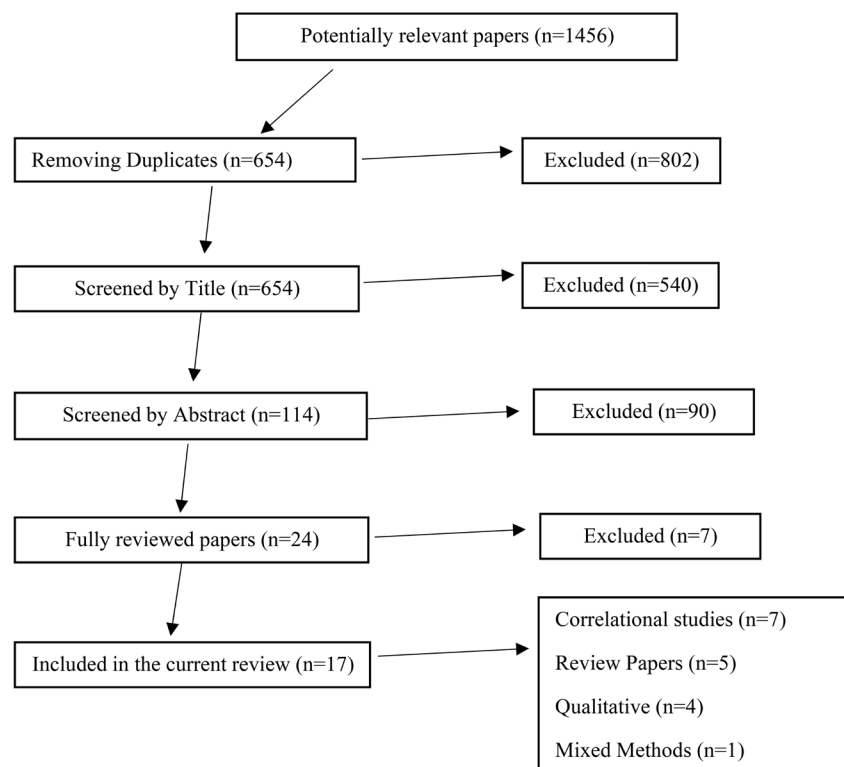 Potentially relevant papers (n=1456)
Removing Duplicates (n=654)
Excluded (n=802)
Screened by Title (n=654)
Excluded (n=540)
Screened by Abstract (n=114)
Excluded (n=90)
Fully reviewed papers (n=24)
Excluded (n=7)
Included in the current review (n=17)
Correlational studies (n=7)
Review Papers (n=5)
Qualitative (n=4)
Mixed Methods (n=1)